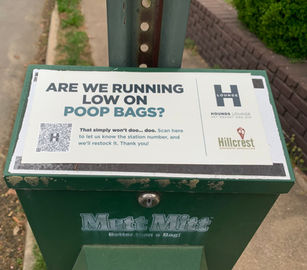 ARE WE RUNNING
LOW ON
POOP BAGS?
That simply won't doo... doo. Scan here
to let us know the station number, and
we'll restock it. Thank you!
H
LOUNGE
HOUNDS LOUNGE
Hillcrest
Mutt Mitt
Better than a Bag!